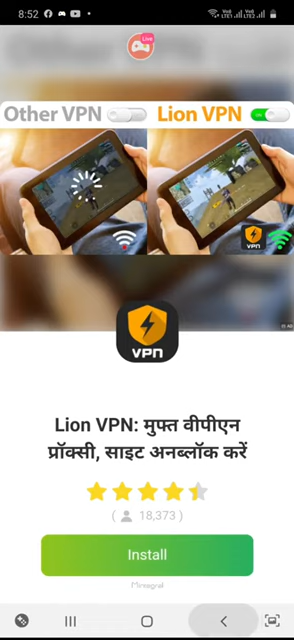 8:52
Live
Other VPN
Lion VPN
ON
VPN
AD
VPN
Lion VPN: मुफ्त वीपीएन
प्रॉक्सी, साइट अनब्लॉक करें
( 18,373 )
Install
Mintegral